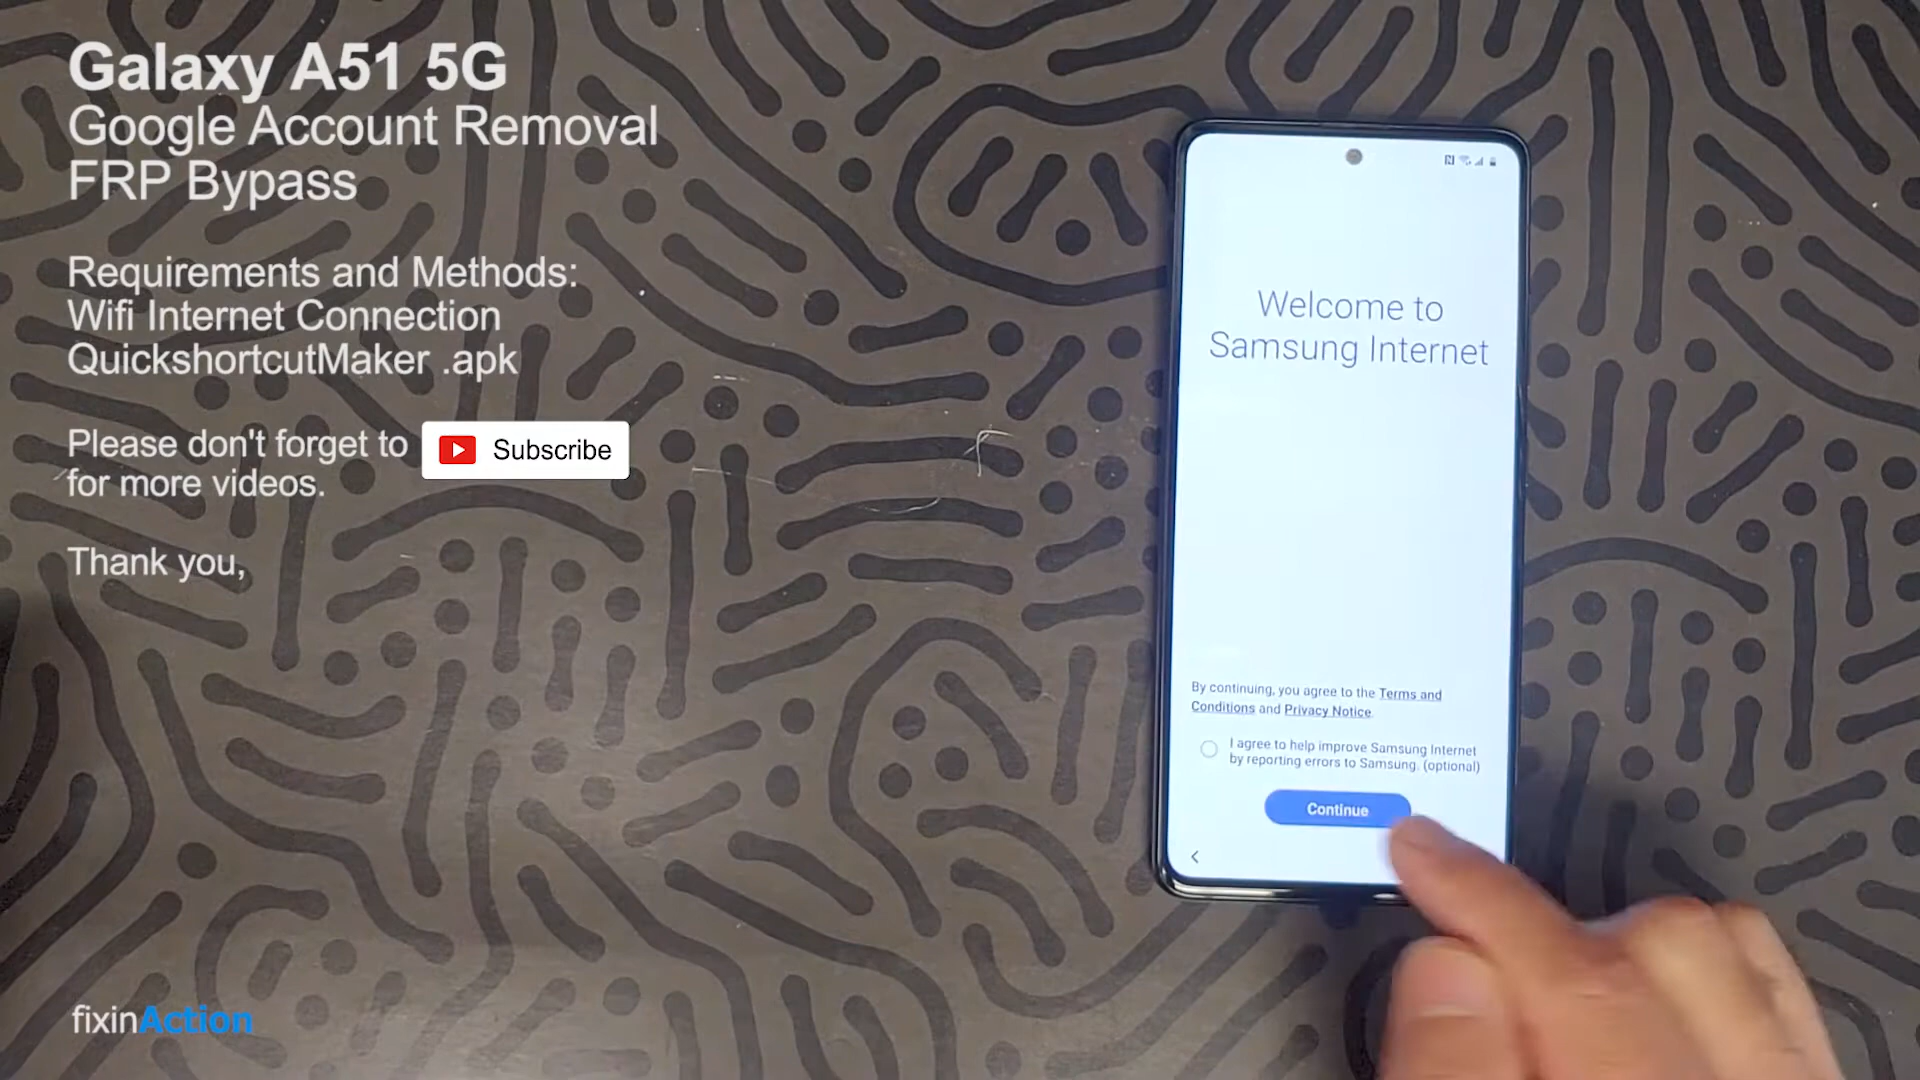 Galaxy A51 5G
Google Account Removal
FRP Bypass
Requirements and Methods:
Wifi Internet Connection
QuickshortcutMaker .apk
Please don't forget to Subscribe
for more videos.
Thank you,
fixinAction
Welcome to
Samsung Internet
By continuing, you agree to the Terms and
Conditions and Privacy Notice.
I agree to help improve Samsung Internet
by reporting errors to Samsung. (optional)
Continue